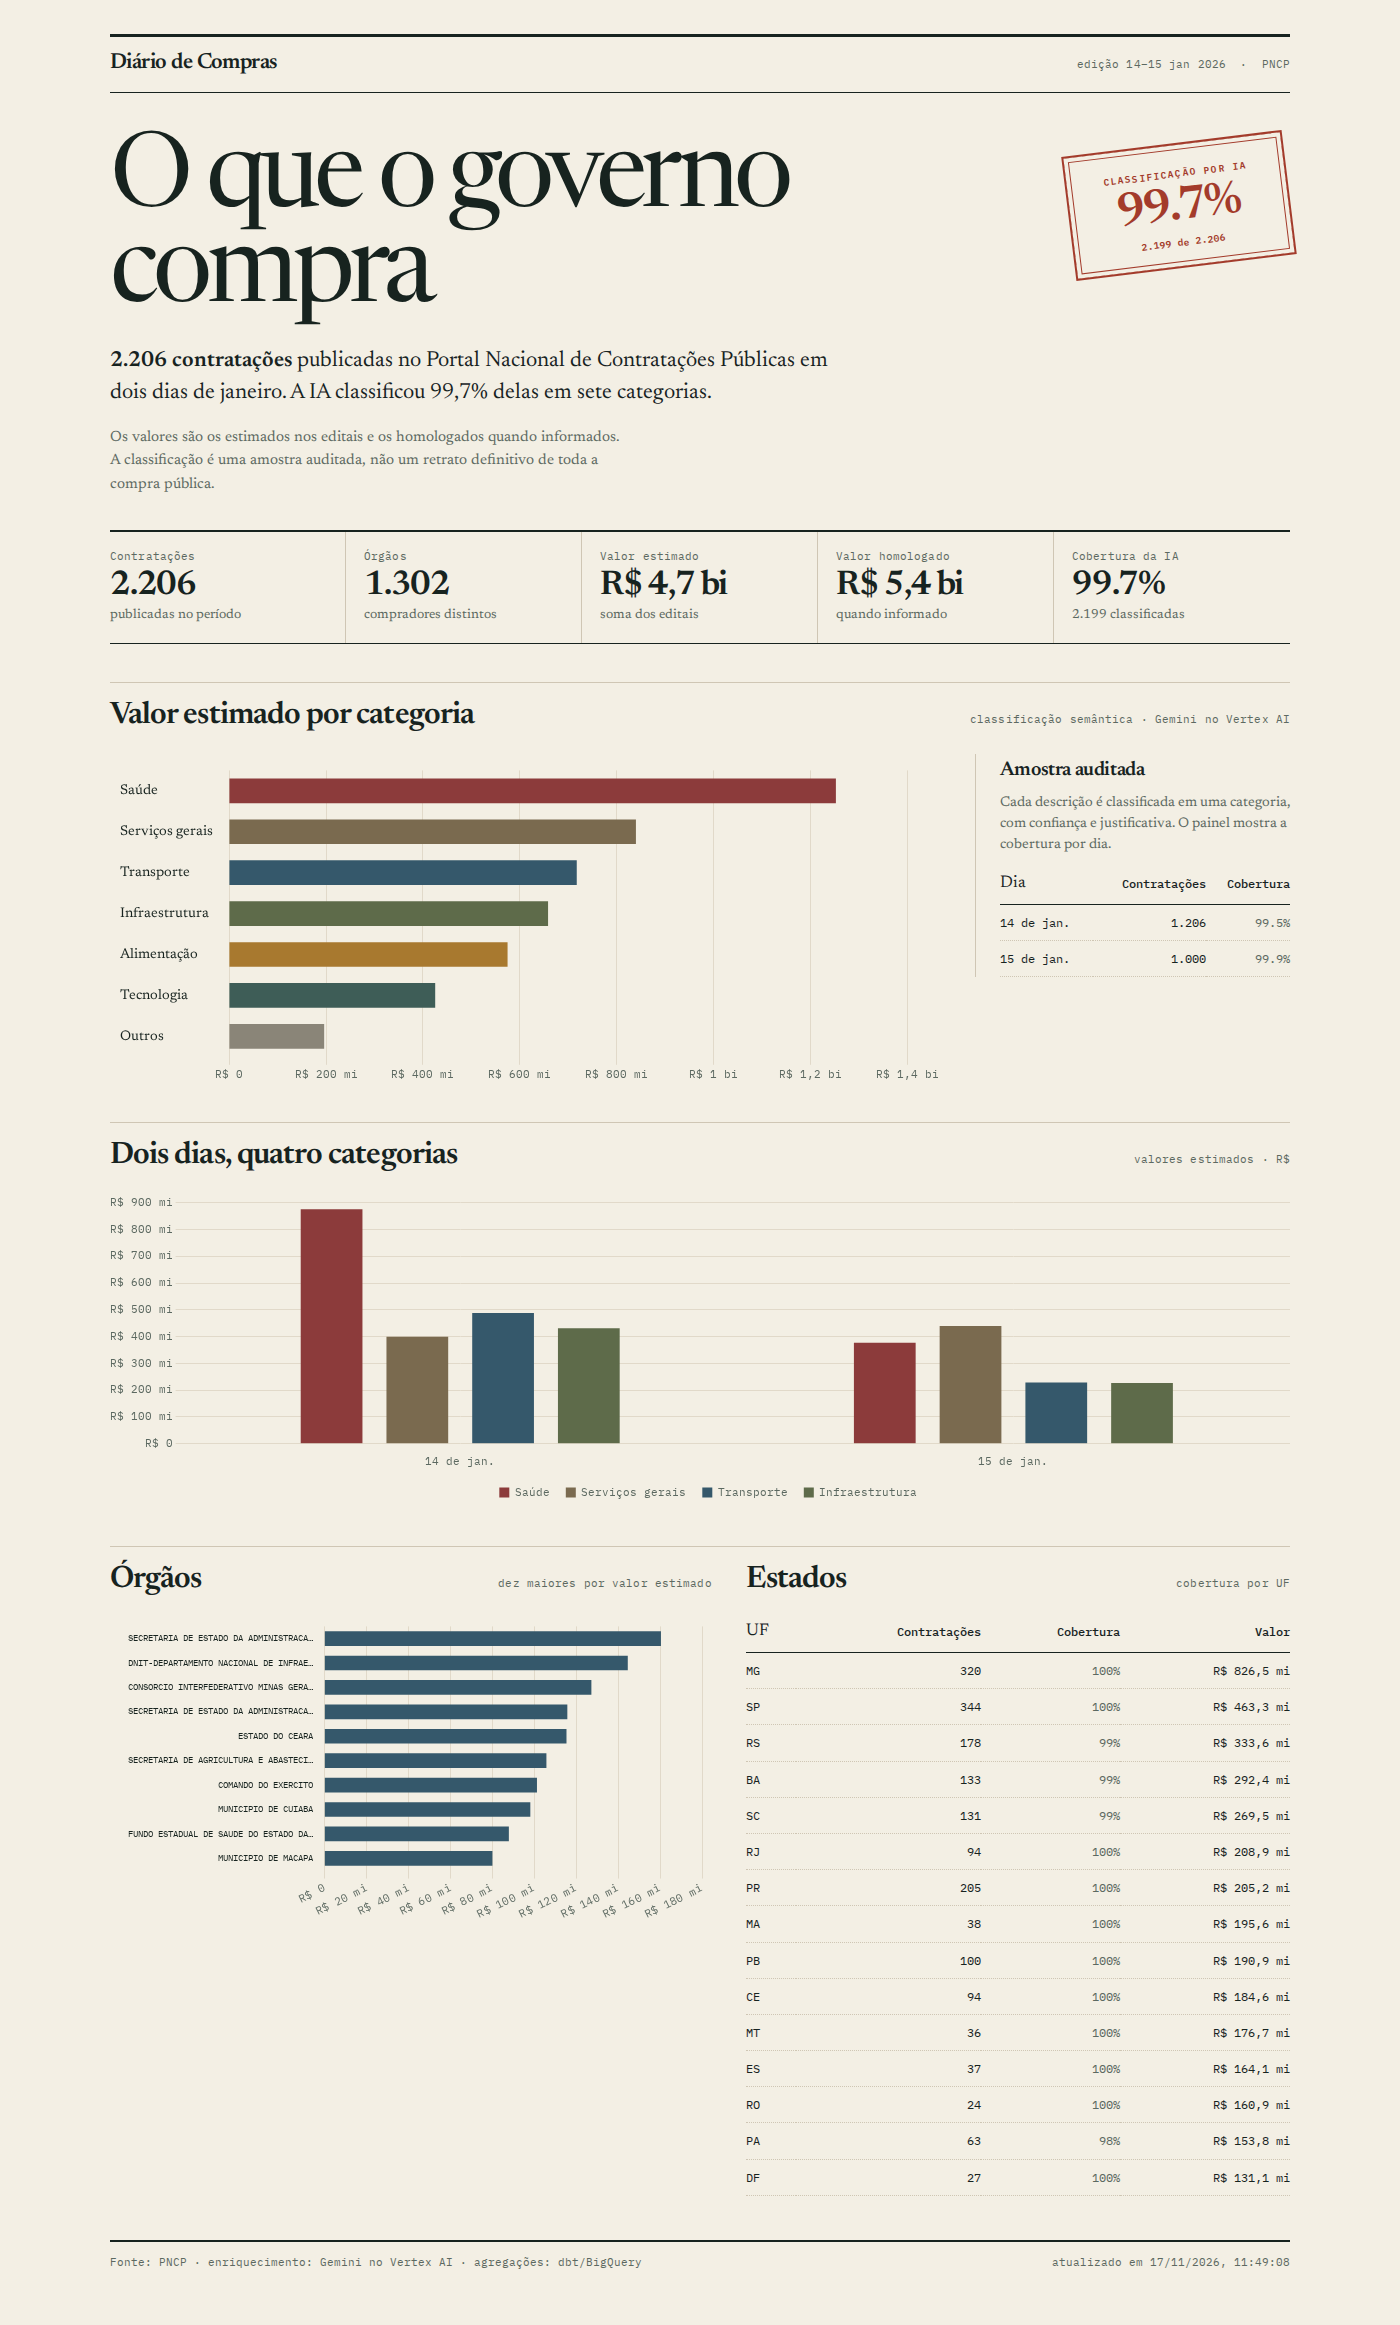 Diário de Compras
edição 14–15 jan 2026 · PNCP
O que o governo
compra
CLASSIFICAÇÃO POR IA
99.7%
2.199 de 2.206
2.206 contratações publicadas no Portal Nacional de Contratações Públicas em
dois dias de janeiro. A IA classificou 99,7% delas em sete categorias.
Os valores são os estimados nos editais e os homologados quando informados.
A classificação é uma amostra auditada, não um retrato definitivo de toda a
compra pública.
Contratações
2.206
publicadas no período
Órgãos
1.302
compradores distintos
Valor estimado
R$ 4,7 bi
soma dos editais
Valor homologado
R$ 5,4 bi
quando informado
Cobertura da IA
99.7%
2.199 classificadas
Valor estimado por categoria
classificação semântica · Gemini no Vertex AI
Saúde
Serviços gerais
Transporte
Infraestrutura
Alimentação
Tecnologia
Outros
R$ 0 R$ 200 mi R$ 400 mi R$ 600 mi R$ 800 mi R$ 1 bi R$ 1,2 bi R$ 1,4 bi
Amostra auditada
Cada descrição é classificada em uma categoria,
com confiança e justificativa. O painel mostra a
cobertura por dia.
Dia Contratações Cobertura
14 de jan. 1.206 99.5%
15 de jan. 1.000 99.9%
Dois dias, quatro categorias
valores estimados · R$
R$ 900 mi
R$ 800 mi
R$ 700 mi
R$ 600 mi
R$ 500 mi
R$ 400 mi
R$ 300 mi
R$ 200 mi
R$ 100 mi
R$ 0
14 de jan. 15 de jan.
Saúde Serviços gerais Transporte Infraestrutura
Órgãos
dez maiores por valor estimado
SECRETARIA DE ESTADO DA ADMINISTRACA…
DNIT-DEPARTAMENTO NACIONAL DE INFRAE…
CONSORCIO INTERFEDERATIVO MINAS GERA…
SECRETARIA DE ESTADO DA ADMINISTRACA…
ESTADO DO CEARA
SECRETARIA DE AGRICULTURA E ABASTECI…
COMANDO DO EXERCITO
MUNICIPIO DE CUIABA
FUNDO ESTADUAL DE SAUDE DO ESTADO DA…
MUNICIPIO DE MACAPA
R$ 0 R$ 20 mi R$ 40 mi R$ 60 mi R$ 80 mi R$ 100 mi R$ 120 mi R$ 140 mi R$ 160 mi R$ 180 mi
Estados
cobertura por UF
UF Contratações Cobertura Valor
MG 320 100% R$ 826,5 mi
SP 344 100% R$ 463,3 mi
RS 178 99% R$ 333,6 mi
BA 133 99% R$ 292,4 mi
SC 131 99% R$ 269,5 mi
RJ 94 100% R$ 208,9 mi
PR 205 100% R$ 205,2 mi
MA 38 100% R$ 195,6 mi
PB 100 100% R$ 190,9 mi
CE 94 100% R$ 184,6 mi
MT 36 100% R$ 176,7 mi
ES 37 100% R$ 164,1 mi
RO 24 100% R$ 160,9 mi
PA 63 98% R$ 153,8 mi
DF 27 100% R$ 131,1 mi
Fonte: PNCP · enriquecimento: Gemini no Vertex AI · agregações: dbt/BigQuery
atualizado em 17/11/2026, 11:49:08